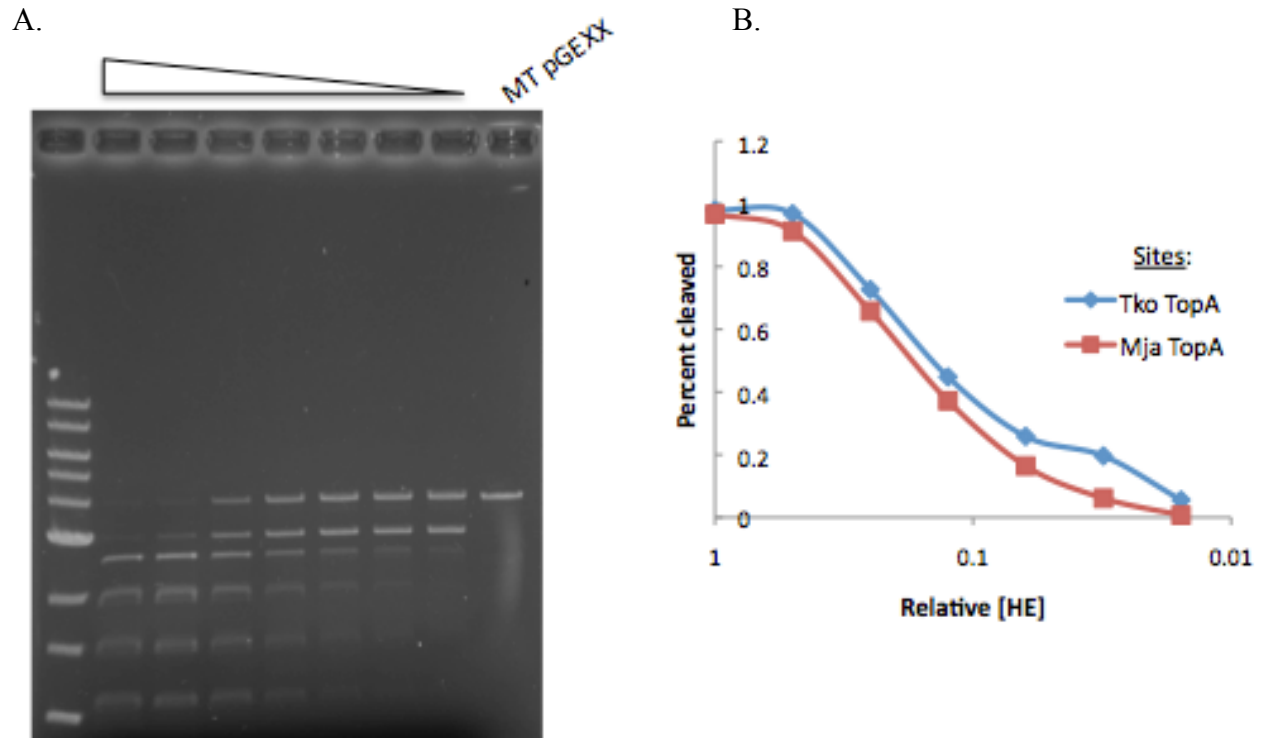 A.
MT pGEXX
B.
1.2
1
0.8
0.6
0.4
0.2
0
Percent cleaved
1
0.1
0.01
Relative [HE]
Sites:
Tko TopA
Mja TopA